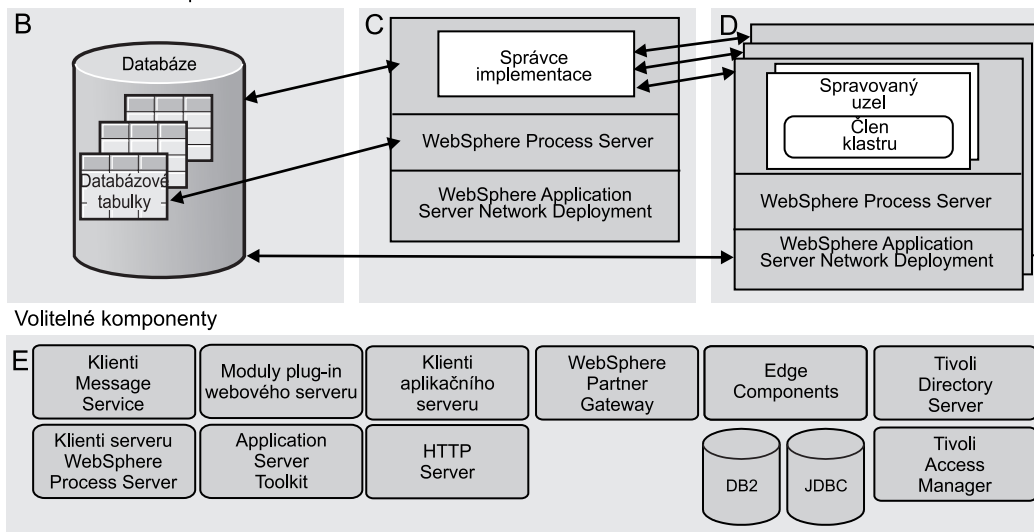 B
Databáze
Databázové
tabulky
C
Správce
implementace
WebSphere Process Server
WebSphere Application
Server Network Deployment
D
Spravovaný
uzel
Člen
klastru
WebSphere Process Server
WebSphere Application
Server Network Deployment
Volitelné komponenty
E
Klienti
Message
Service
Moduly plug-in
webového serveru
Klienti
aplikačního
serveru
WebSphere
Partner
Gateway
Edge
Components
Tivoli
Directory
Server
Klienti serveru
WebSphere
Process Server
Application
Server
Toolkit
HTTP
Server
DB2
JDBC
Tivoli
Access
Manager